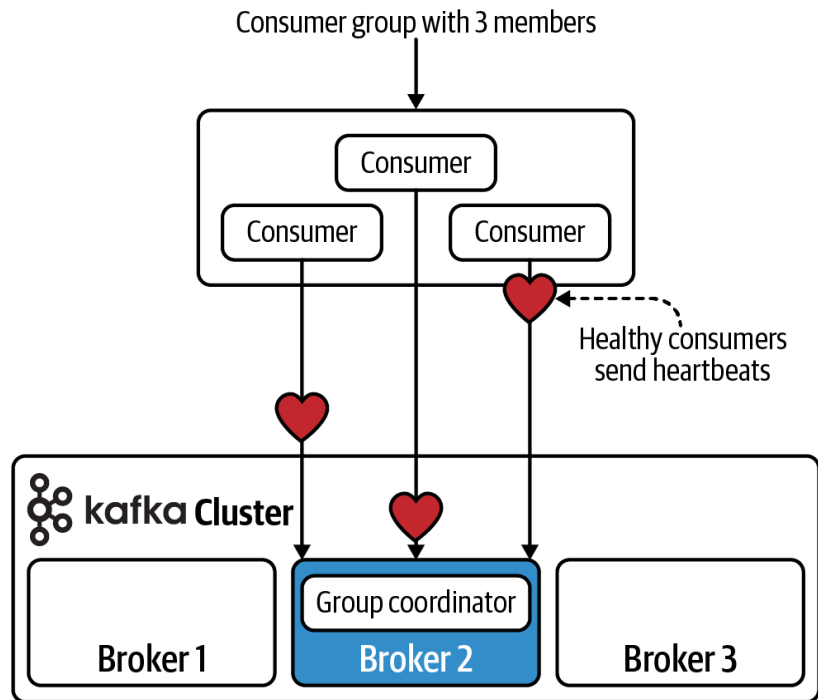 Consumer group with 3 members
Consumer
Consumer
Consumer
Healthy consumers
send heartbeats
kafka Cluster
Group coordinator
Broker 1
Broker 2
Broker 3